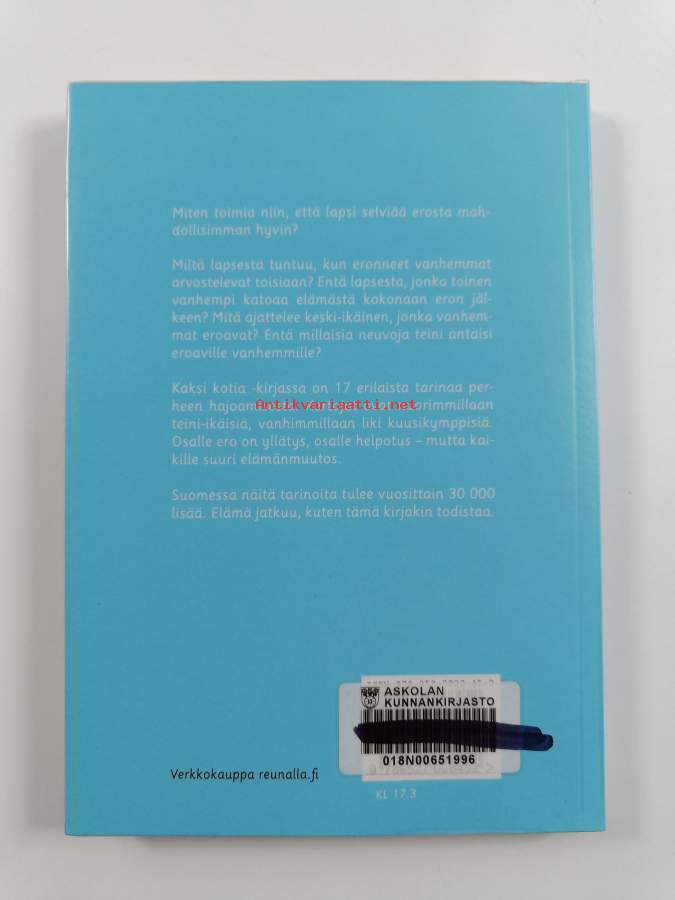 Miten toimia niin, että lapsi selviää erosta mah-
dollisimman hyvin?
Miltä lapsesta tuntuu, kun eronneet vanhemmat
arvostelevat toisiaan? Entä lapsesta, jonka toinen
vanhempi katoaa elämästä kokonaan eron jäl-
keen? Mitä ajattelee keski-ikäinen, jonka vanhem-
mat eroavat? Entä millaisia neuvoja teini antaisi
eroaville vanhemmille?
Kaksi kotia -kirjassa on 17 erilaista tarinaa per-
heen hajoam
Antikvariaatti.net
teini-ikäisiä, vanhimmillaan liki kuusikymppisiä.
Osalle ero on yllätys, osalle helpotus – mutta kai-
kille suuri elämänmuutos.
Suomessa näitä tarinoita tulee vuosittain 30 000
lisää. Elämä jatkuu, kuten tämä kirjakin todistaa.
ASKOLAN
KUNNANKIRJASTO
018N00651996
Verkkokauppa reunalla.fi
KL 17.3